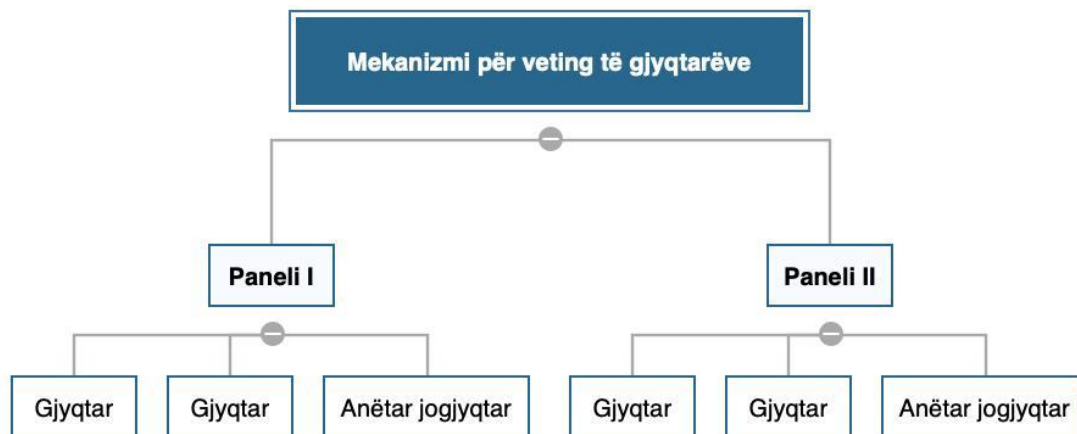 Mekanizmi për veting të gjyqtarëve
Paneli I
Paneli II
Gjyqtar
Gjyqtar
Anëtar jogjyqtar
Gjyqtar
Gjyqtar
Anëtar jogjyqtar